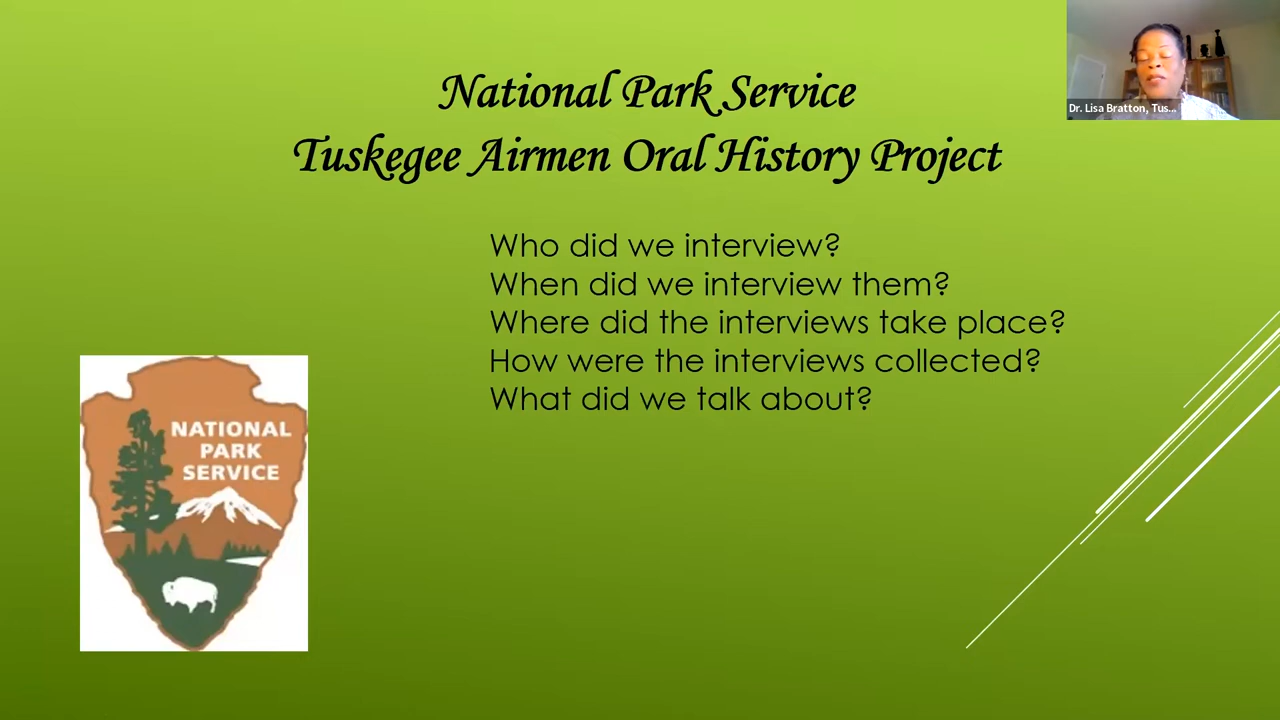 National Park Service
Tuskegee Airmen Oral History Project
Dr. Lisa Bratton, Tus...
Who did we interview?
When did we interview them?
Where did the interviews take place?
How were the interviews collected?
What did we talk about?
NATIONAL
PARK
SERVICE